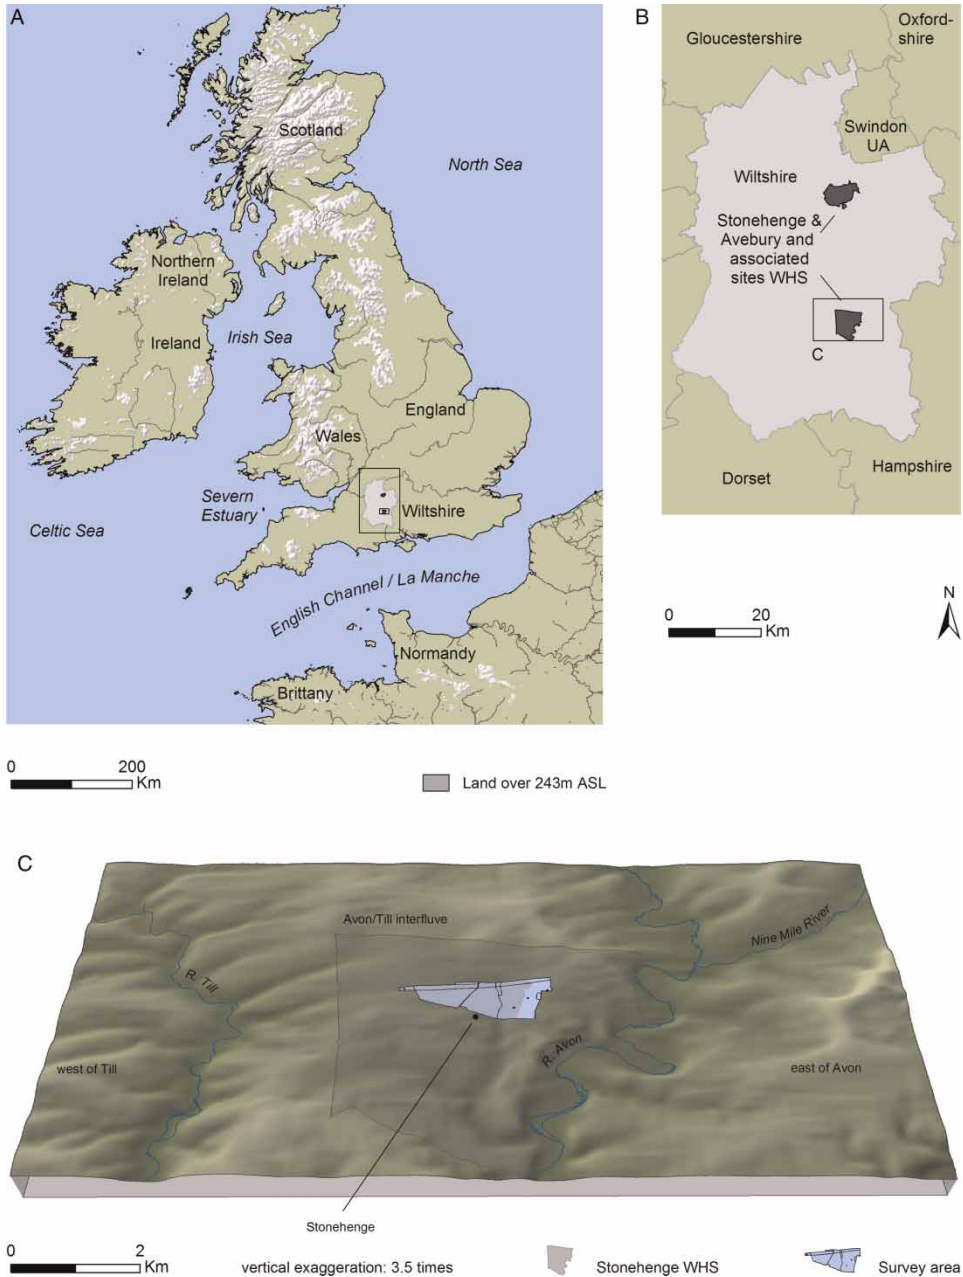 A
Scotland
North Sea
Northern
Ireland
Irish Sea
Ireland
England
Wales
Severn
Estuary
Wiltshire
Celtic Sea
English Channel / La Manche
Normandy
Brittany
0 200
Km
Land over 243m ASL
B
Oxford-
shire
Gloucestershire
Swindon
UA
Wiltshire
Stonehenge &
Avebury and
associated
sites WHS
C
Dorset
Hampshire
0 20
Km
N
C
Avon/Till interfluve
Nine Mile River
R. Till
R. Avon
west of Till
east of Avon
Stonehenge
0 2
Km
vertical exaggeration: 3.5 times
Stonehenge WHS
Survey area